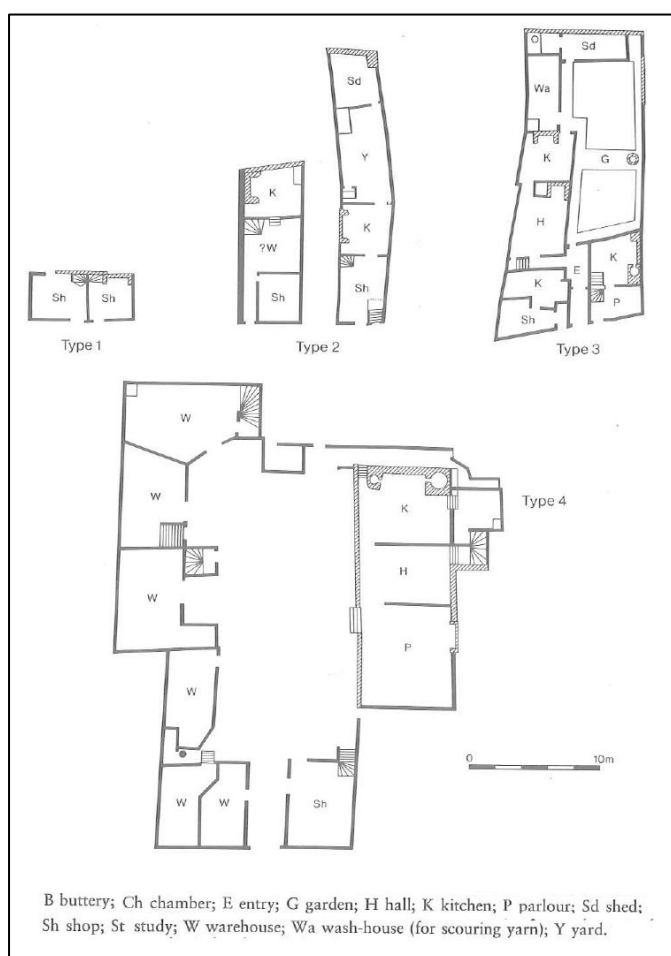 Sd
Sd
Wa
Y
K
K
G
K
H
?W
K
E
K
Sh
Sh
Sh
Sh
K
P
Sh
Type 1
Type 2
Type 3
W
Type 4
W
K
W
H
P
W
0 10m
W W Sh
B buttery; Ch chamber; E entry; G garden; H hall; K kitchen; P parlour; Sd shed;
Sh shop; St study; W warehouse; Wa wash-house (for scouring yarn); Y yard.